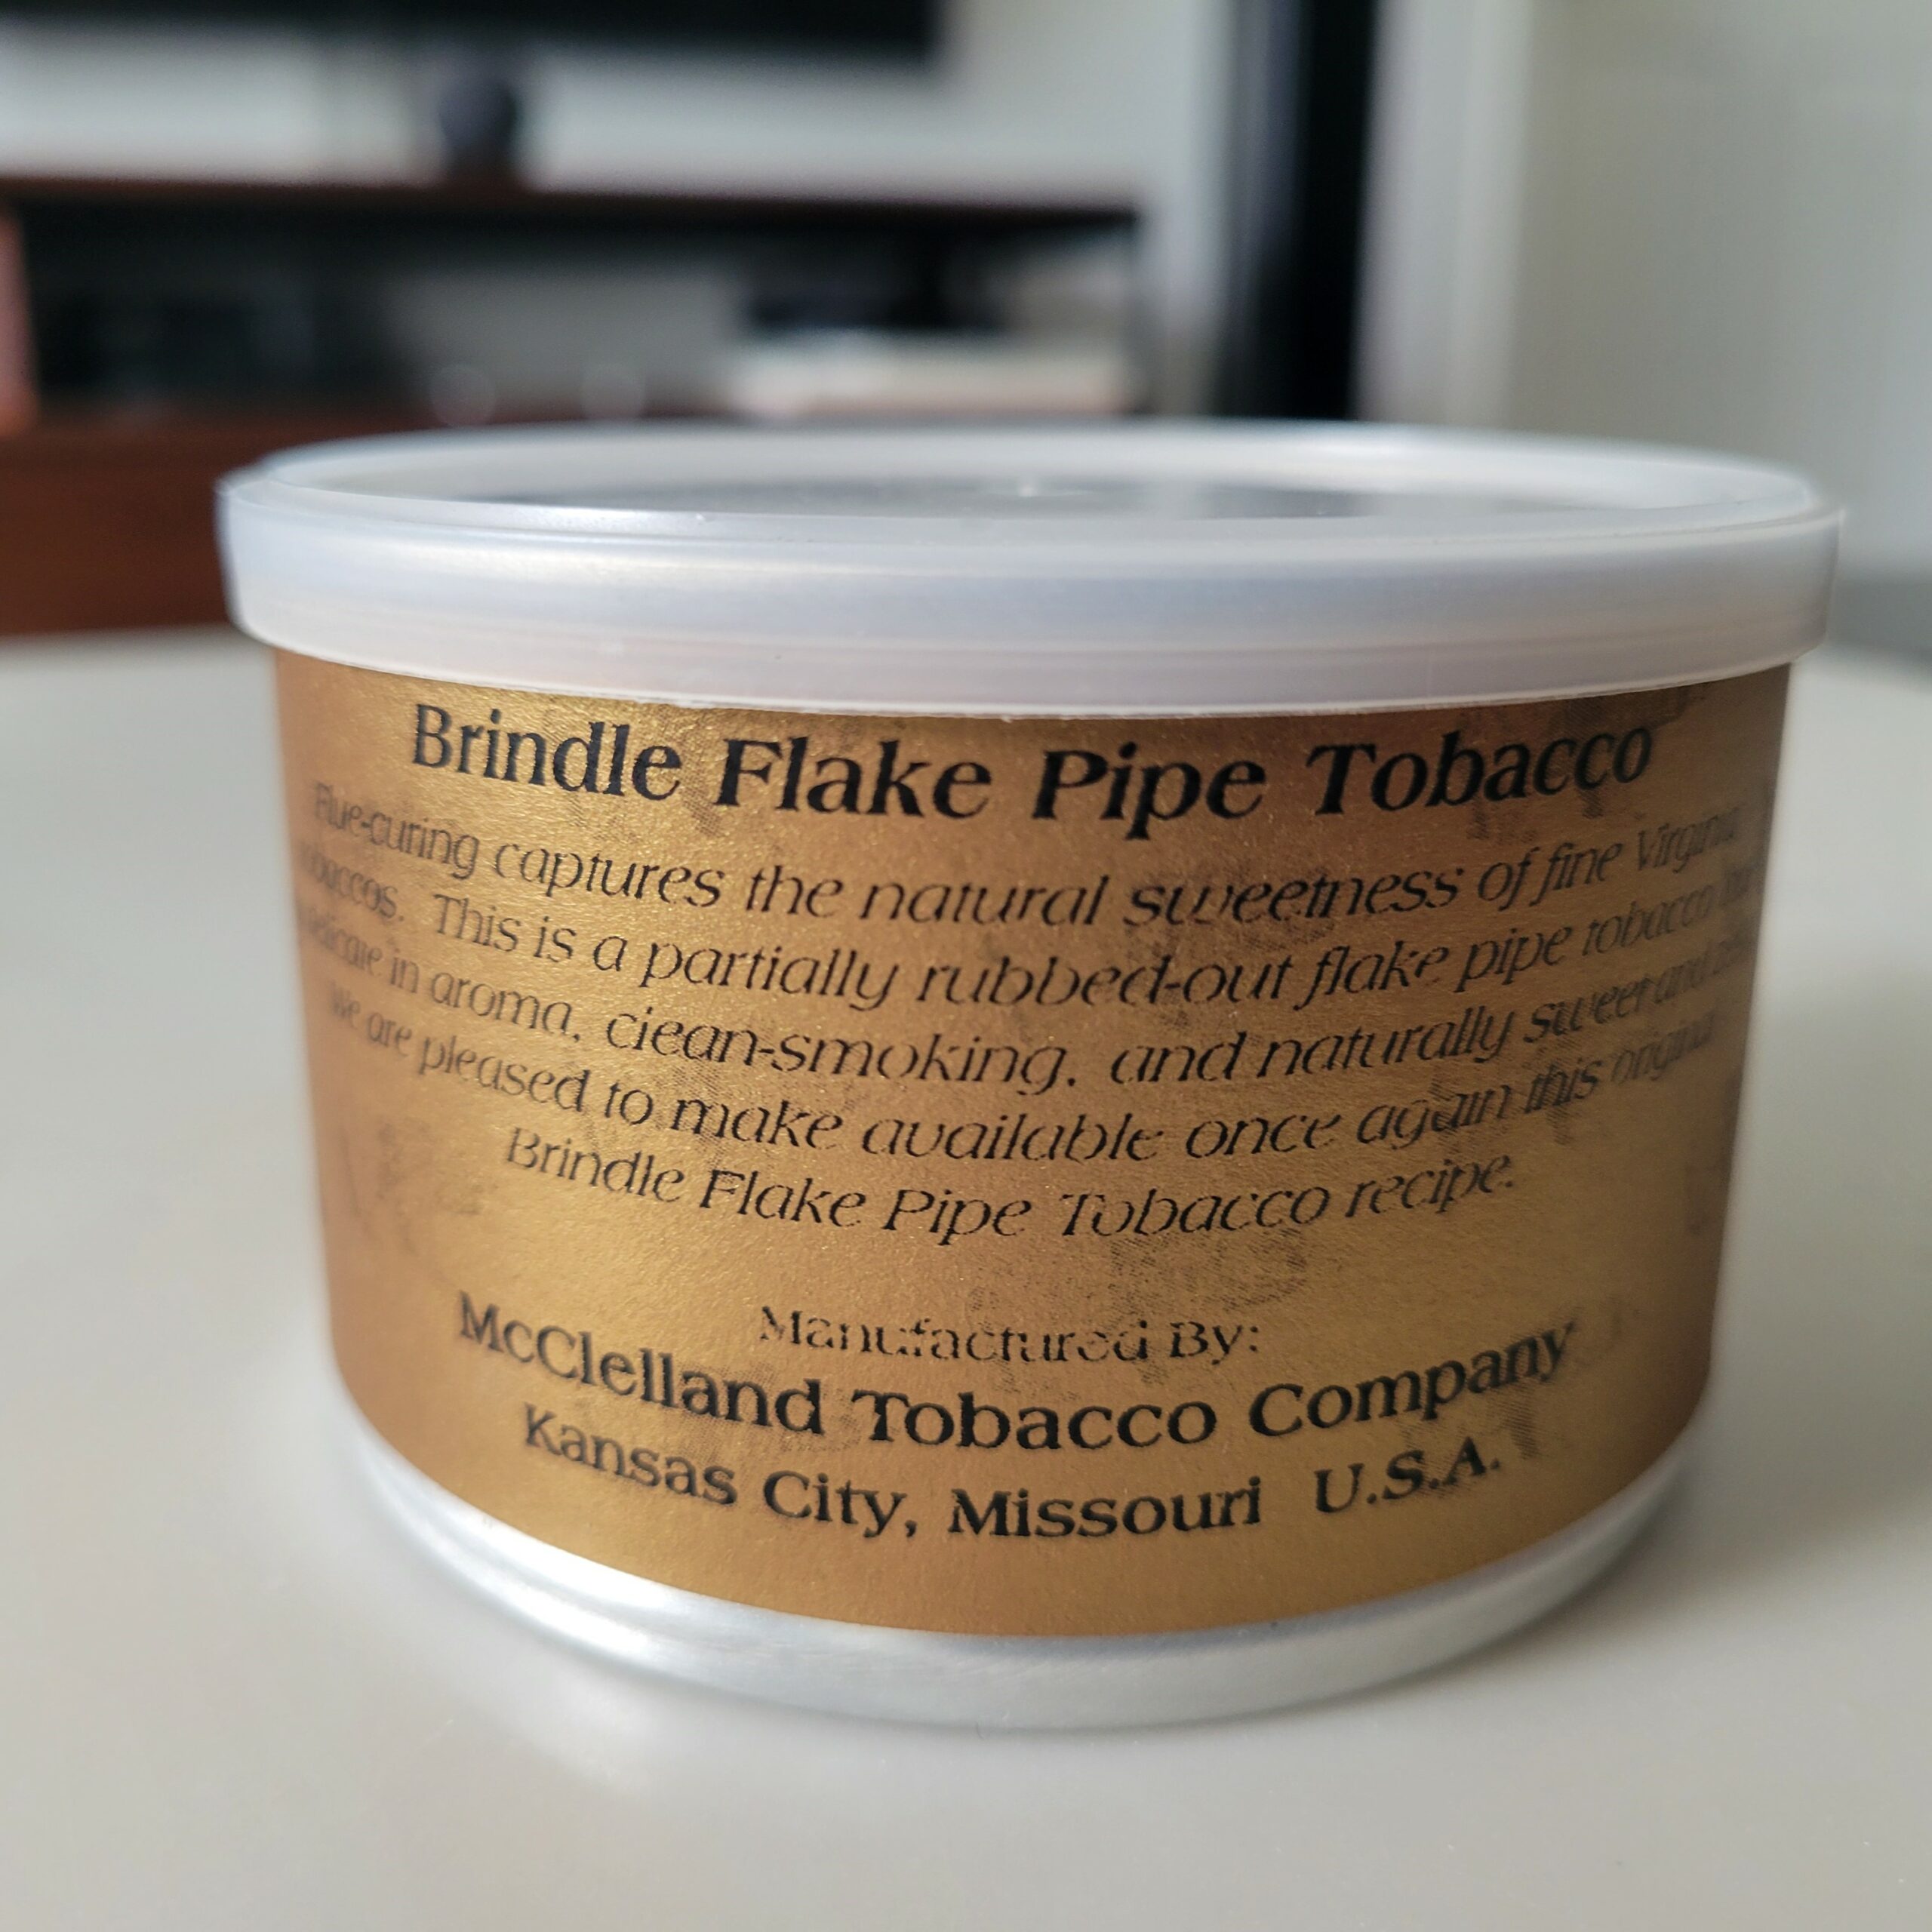 Brindle Flake Pipe Tobacco
Flue-curing captures the natural sweetness of fine Virginia
tobaccos. This is a partially rubbed-out flake pipe tobacco
delicate in aroma, clean-smoking, and naturally sweet and
We are pleased to make available once again this original
Brindle Flake Pipe Tobacco recipe.
Manufactured By:
McClelland Tobacco Company
Kansas City, Missouri U.S.A.